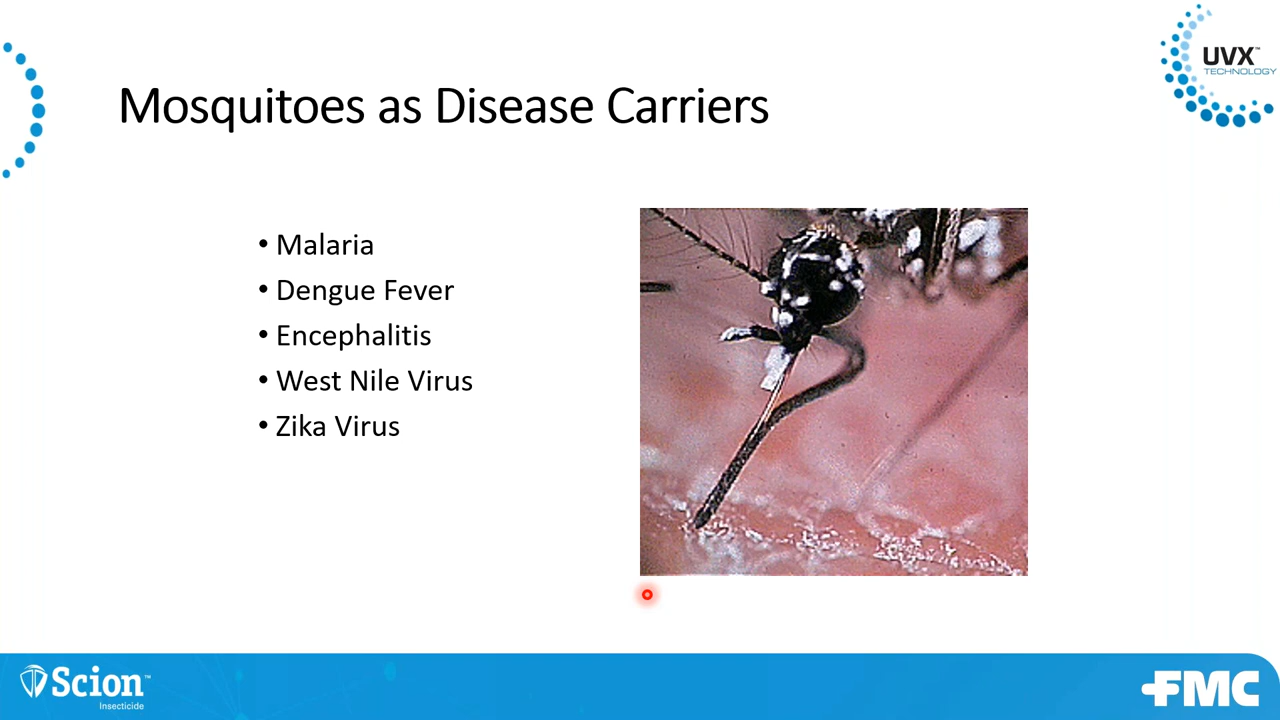 Mosquitoes as Disease Carriers
UVX™
TECHNOLOGY
• Malaria
• Dengue Fever
• Encephalitis
• West Nile Virus
• Zika Virus
Scion™
Insecticide
FMC